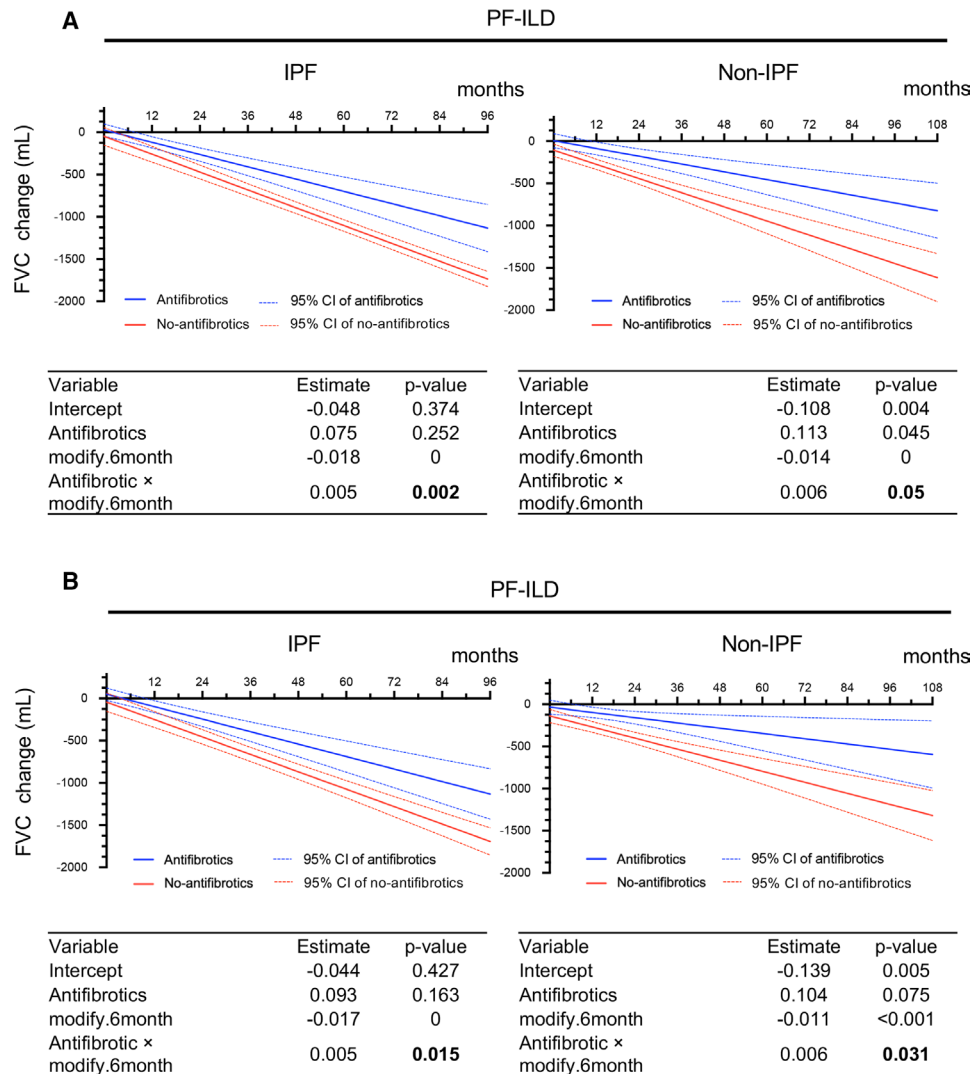 A
PF-ILD
IPF
Non-IPF
months
months
0 12 24 36 48 60 72 84 96
0 12 24 36 48 60 72 84 96 108
FVC change (mL)
0
-500
-1000
-1500
-2000
0
-500
-1000
-1500
-2000
Antifibrotics
95% CI of antifibrotics
No-antifibrotics
95% CI of no-antifibrotics
Antifibrotics
95% CI of antifibrotics
No-antifibrotics
95% CI of no-antifibrotics
Variable Estimate p-value
Intercept -0.048 0.374
Antifibrotics 0.075 0.252
modify.6month -0.018 0
Antifibrotic ×
modify.6month 0.005 0.002
Variable Estimate p-value
Intercept -0.108 0.004
Antifibrotics 0.113 0.045
modify.6month -0.014 0
Antifibrotic ×
modify.6month 0.006 0.05
B
PF-ILD
IPF
Non-IPF
months
months
0 12 24 36 48 60 72 84 96
0 12 24 36 48 60 72 84 96 108
FVC change (mL)
0
-500
-1000
-1500
-2000
0
-500
-1000
-1500
-2000
Antifibrotics
95% CI of antifibrotics
No-antifibrotics
95% CI of no-antifibrotics
Antifibrotics
95% CI of antifibrotics
No-antifibrotics
95% CI of no-antifibrotics
Variable Estimate p-value
Intercept -0.044 0.427
Antifibrotics 0.093 0.163
modify.6month -0.017 0
Antifibrotic ×
modify.6month 0.005 0.015
Variable Estimate p-value
Intercept -0.139 0.005
Antifibrotics 0.104 0.075
modify.6month -0.011 <0.001
Antifibrotic ×
modify.6month 0.006 0.031